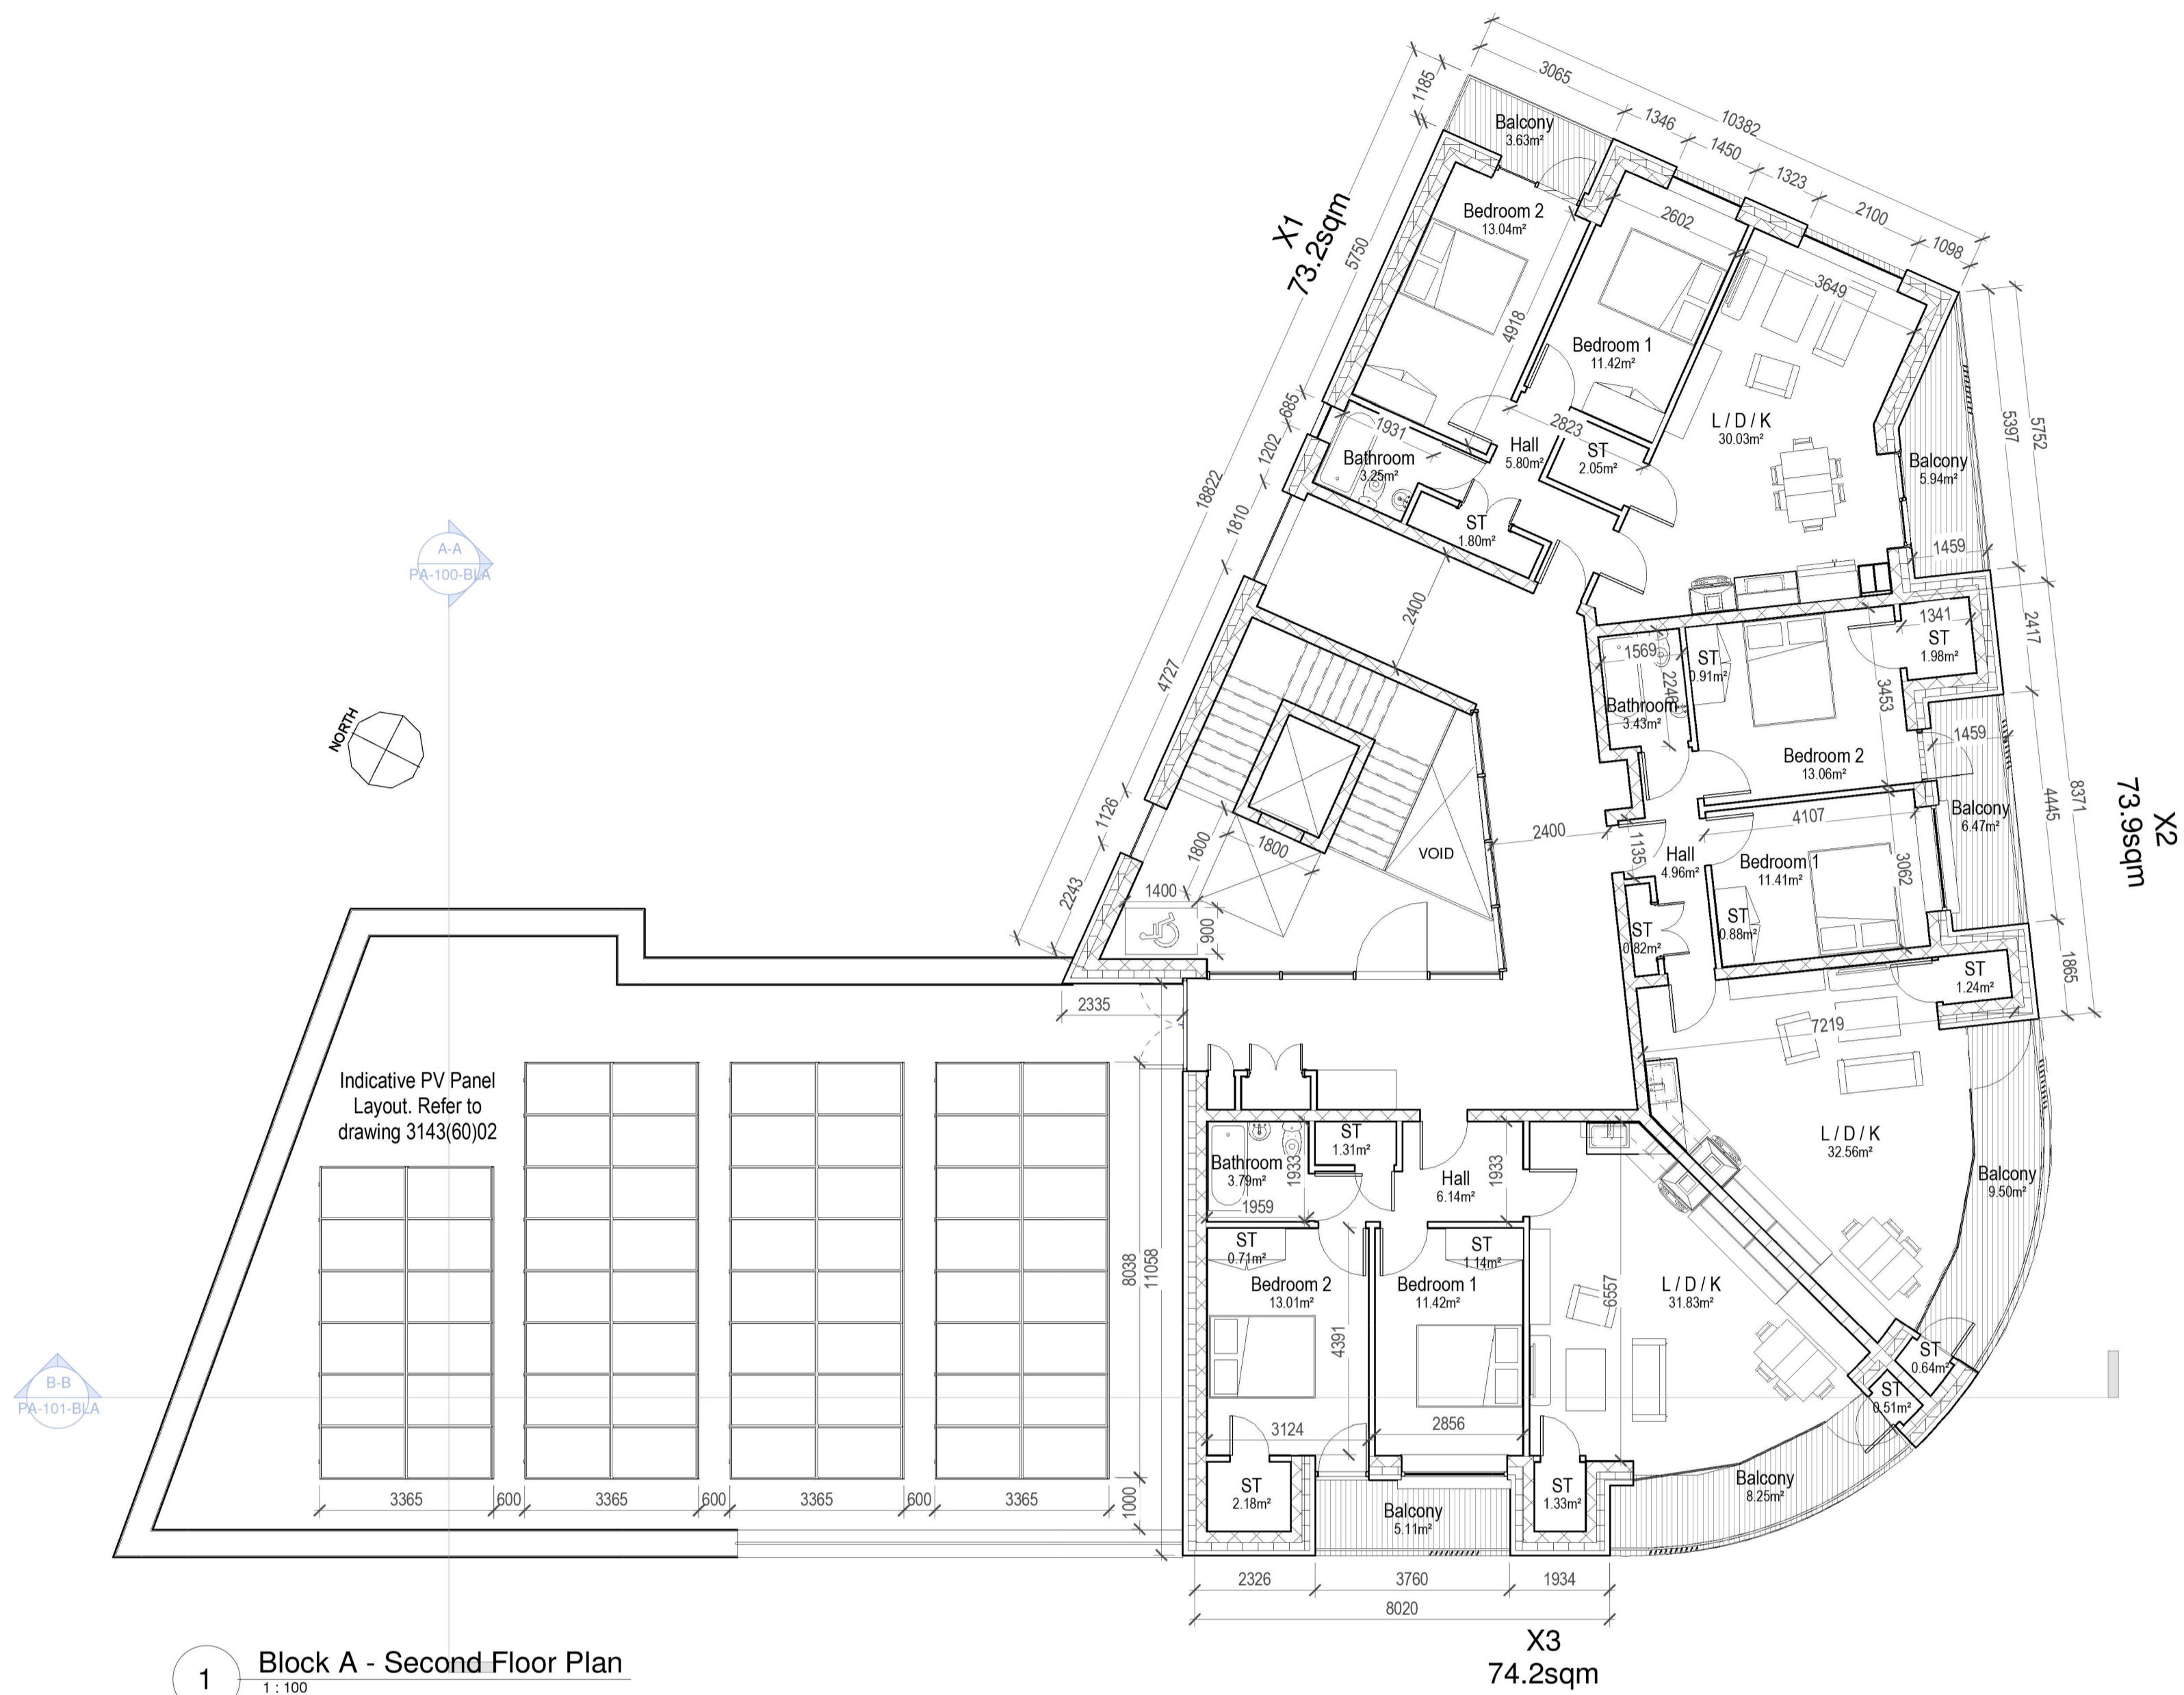 3065
1185
10382
1346
1450
1323
2100
1098
Balcony
3.63m²
X1
73.2sqm
5750
Bedroom 2
13.04m²
2602
3649
4918
Bedroom 1
11.42m²
L / D / K
30.03m²
5397
5752
685
1202
1931
2823
Hall
5.80m²
ST
2.05m²
Bathroom
3.25m²
Balcony
5.94m²
18822
1810
ST
1.80m²
1459
A-A
PA-100-BLA
2400
1341
ST
1.98m²
2417
4727
1569
2246
ST
0.91m²
3453
Bathroom
3.43m²
NORTH
1459
Bedroom 2
13.06m²
8371
4445
X2
73.9sqm
Balcony
6.47m²
1126
1800
1800
VOID
2400
1135
4107
Hall
4.96m²
Bedroom 1
11.41m²
3062
2243
1400
900
ST
0.82m²
ST
0.88m²
ST
1.24m²
1865
2335
7219
Indicative PV Panel
Layout. Refer to
drawing 3143(60)02
L / D / K
32.56m²
Balcony
9.50m²
ST
1.31m²
Bathroom
3.79m²
1933
1959
Hall
6.14m²
1933
8038
11058
ST
0.71m²
ST
1.14m²
Bedroom 2
13.01m²
Bedroom 1
11.42m²
6557
L / D / K
31.83m²
4391
ST
0.64m²
ST
0.51m²
B-B
PA-101-BLA
3124
2856
ST
2.18m²
Balcony
5.11m²
ST
1.33m²
Balcony
8.25m²
3365
600
3365
600
3365
600
3365
1000
2326
3760
1934
8020
X3
74.2sqm
1
Block A - Second Floor Plan
1 : 100